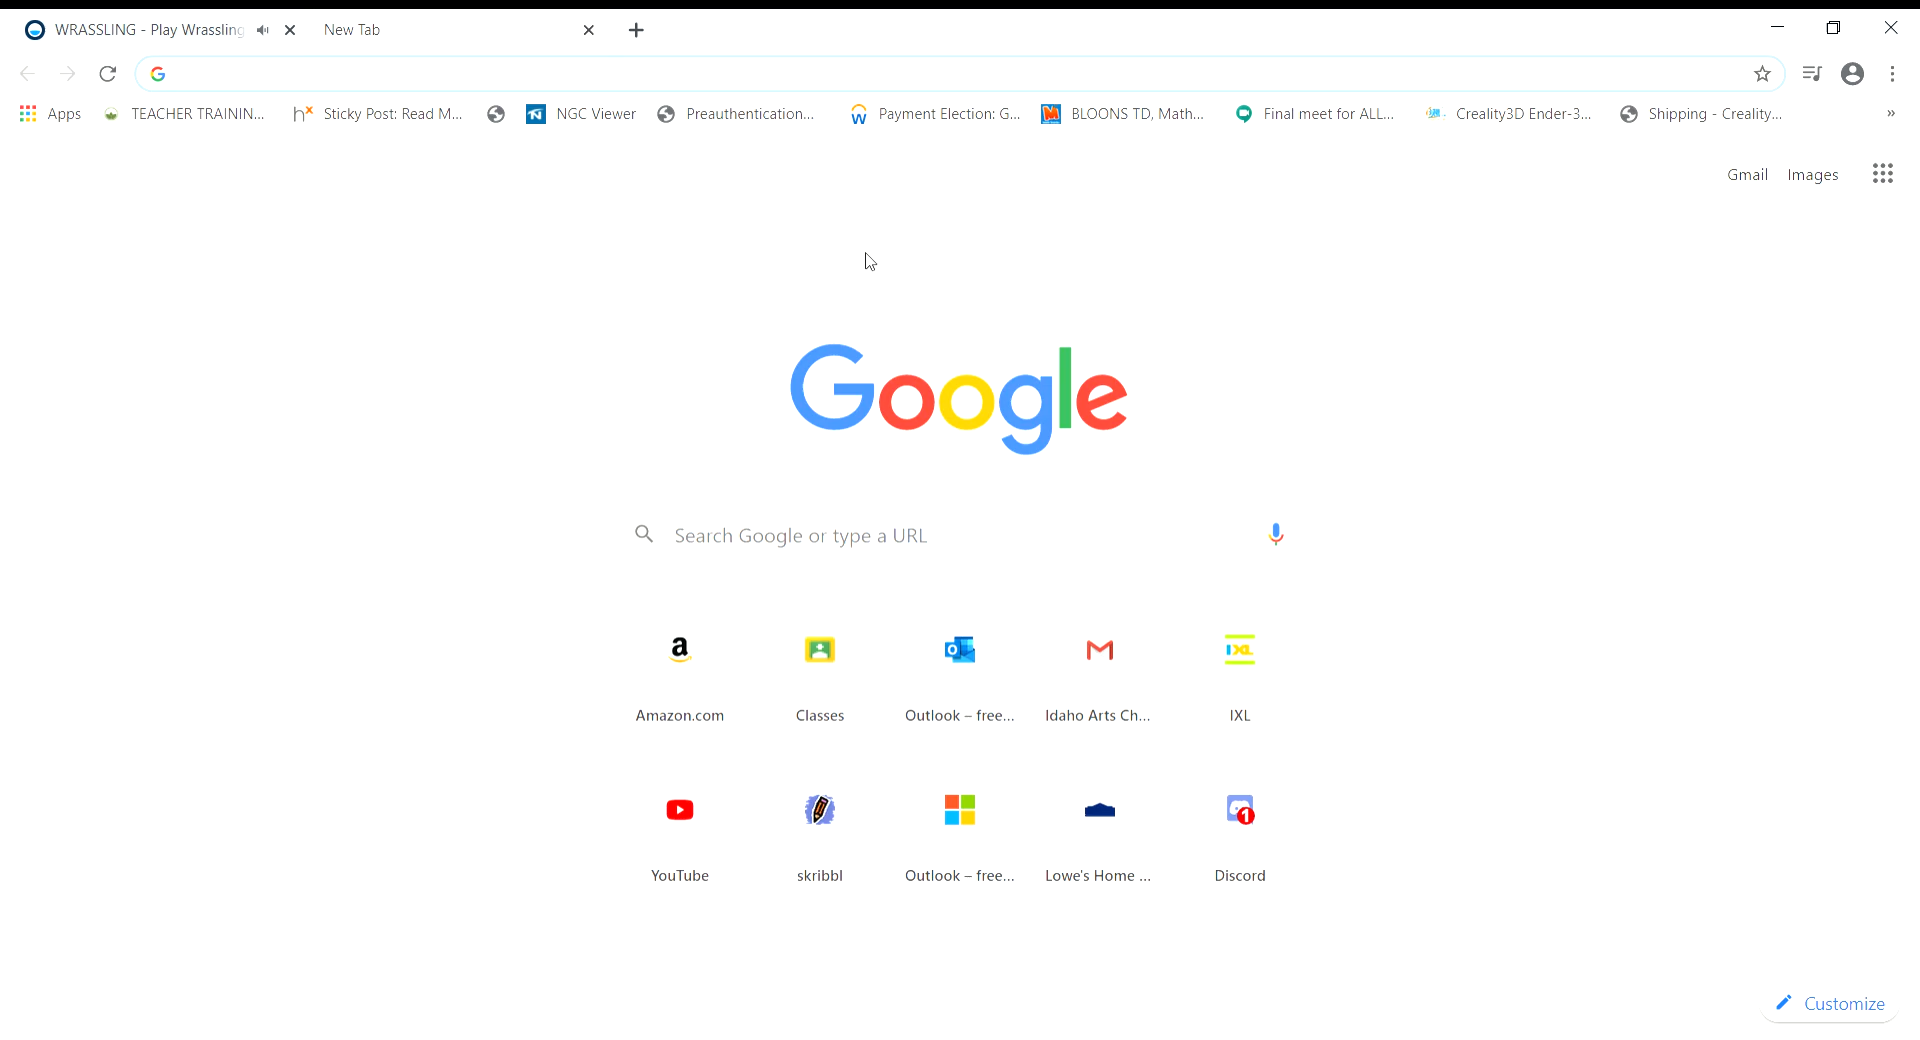 WRASSLING - Play Wrassling
New Tab
Apps
TEACHER TRAININ...
Sticky Post: Read M...
NGC Viewer
Preauthentication...
Payment Election: G...
BLOONS TD, Math...
Final meet for ALL...
Creality3D Ender-3...
Shipping - Creality...
Gmail
Images
Google
Search Google or type a URL
Amazon.com
Classes
Outlook – free...
Idaho Arts Ch...
IXL
YouTube
skribbl
Outlook – free...
Lowe's Home ...
Discord
Customize